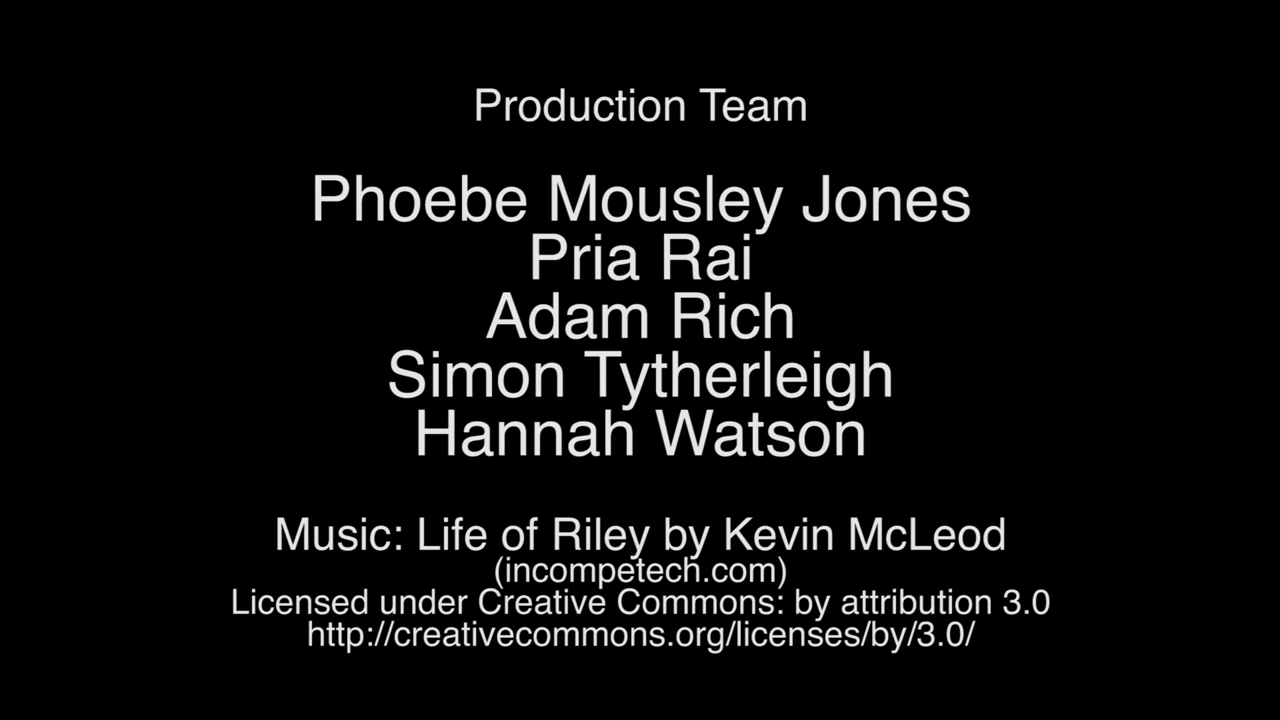 Production Team
Phoebe Mousley Jones
Pria Rai
Adam Rich
Simon Tytherleigh
Hannah Watson
Music: Life of Riley by Kevin McLeod
(incompetech.com)
Licensed under Creative Commons: by attribution 3.0
http://creativecommons.org/licenses/by/3.0/